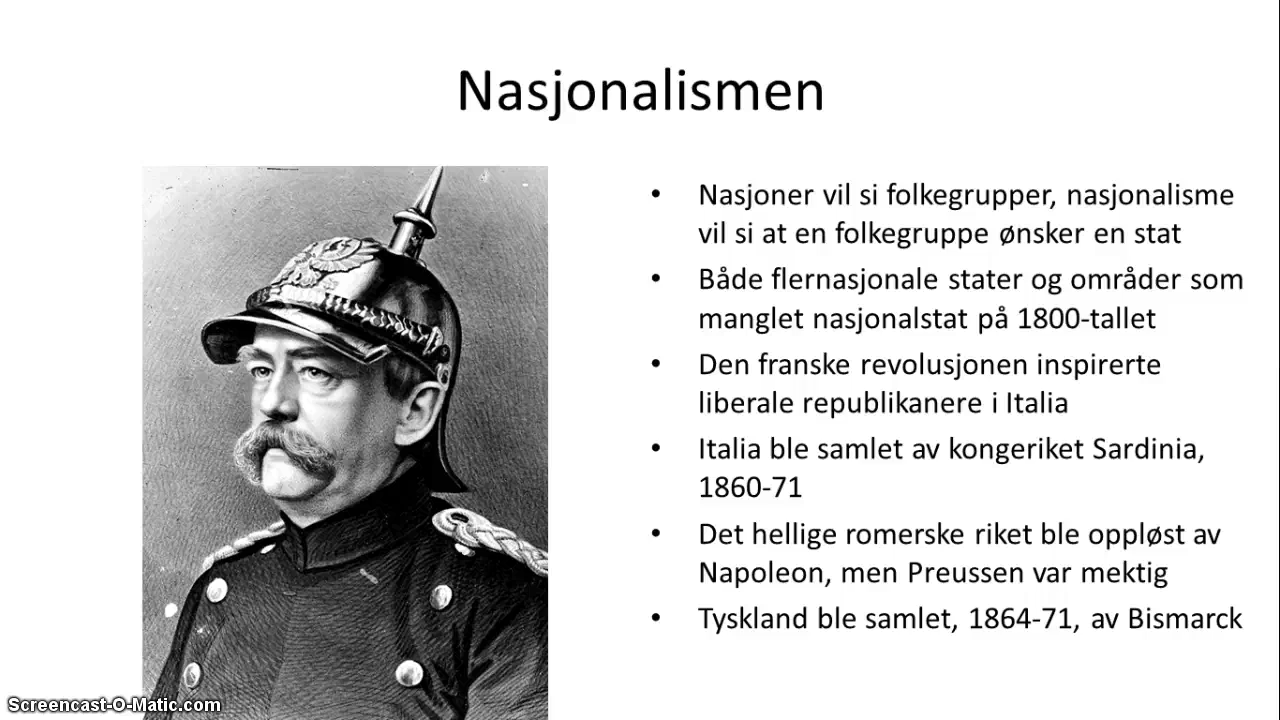 Nasjonalismen
• Nasjoner vil si folkegrupper, nasjonalisme
vil si at en folkegruppe ønsker en stat
• Både flernasjonale stater og områder som
manglet nasjonalstat på 1800-tallet
• Den franske revolusjonen inspirerte
liberale republikanere i Italia
• Italia ble samlet av kongeriket Sardinia,
1860-71
• Det hellige romerske riket ble oppløst av
Napoleon, men Preussen var mektig
• Tyskland ble samlet, 1864-71, av Bismarck
Screencast-O-Matic.com